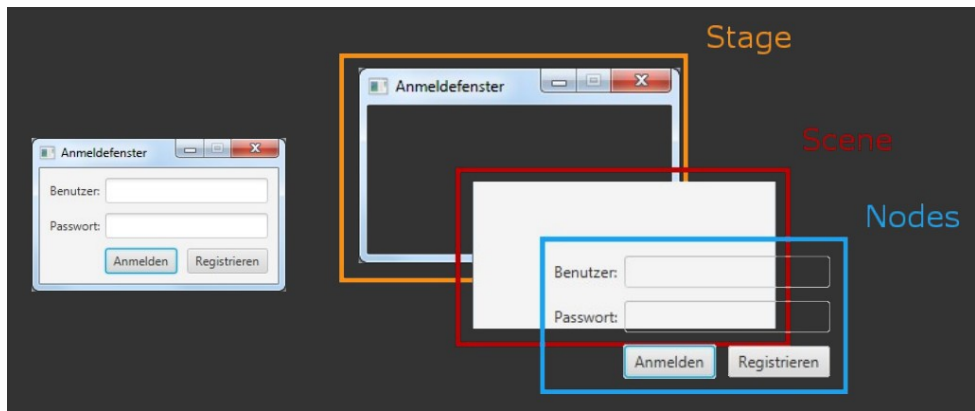 Stage
Anmeldefenster
Scene
Anmeldefenster
Nodes
Benutzer:
Passwort:
Anmelden Registrieren
Benutzer:
Passwort:
Anmelden Registrieren